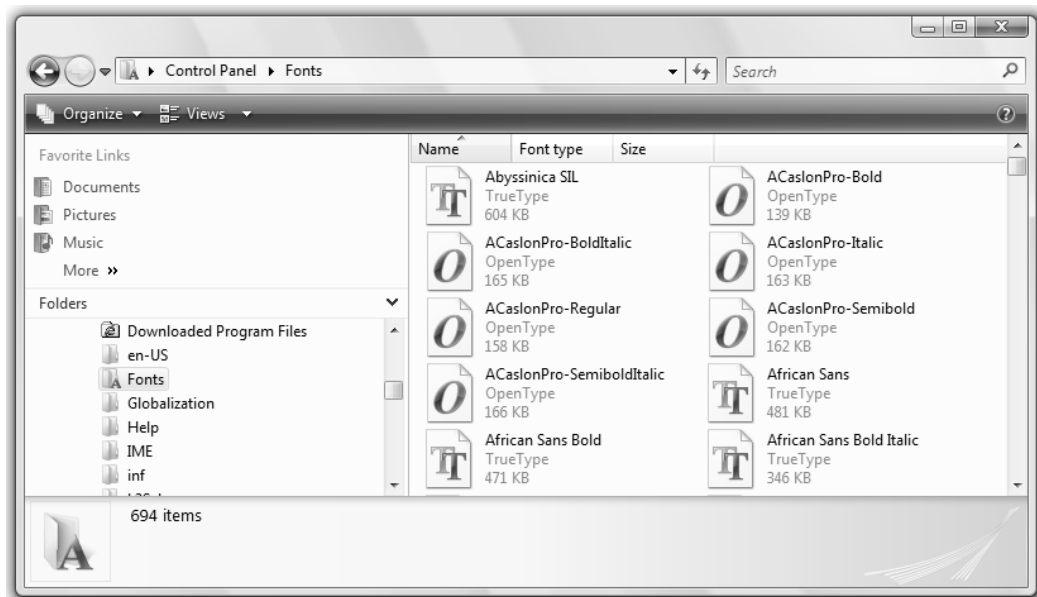 Control Panel ▸ Fonts
Search
Organize
Views
Favorite Links
Documents
Pictures
Music
More »
Folders
Downloaded Program Files
en-US
Fonts
Globalization
Help
IME
inf
Name Font type Size
Abyssinica SIL
TrueType
604 KB
ACaslonPro-Bold
OpenType
139 KB
ACaslonPro-BoldItalic
OpenType
165 KB
ACaslonPro-Italic
OpenType
163 KB
ACaslonPro-Regular
OpenType
158 KB
ACaslonPro-Semibold
OpenType
162 KB
ACaslonPro-SemiboldItalic
OpenType
166 KB
African Sans
TrueType
481 KB
African Sans Bold
TrueType
471 KB
African Sans Bold Italic
TrueType
346 KB
694 items